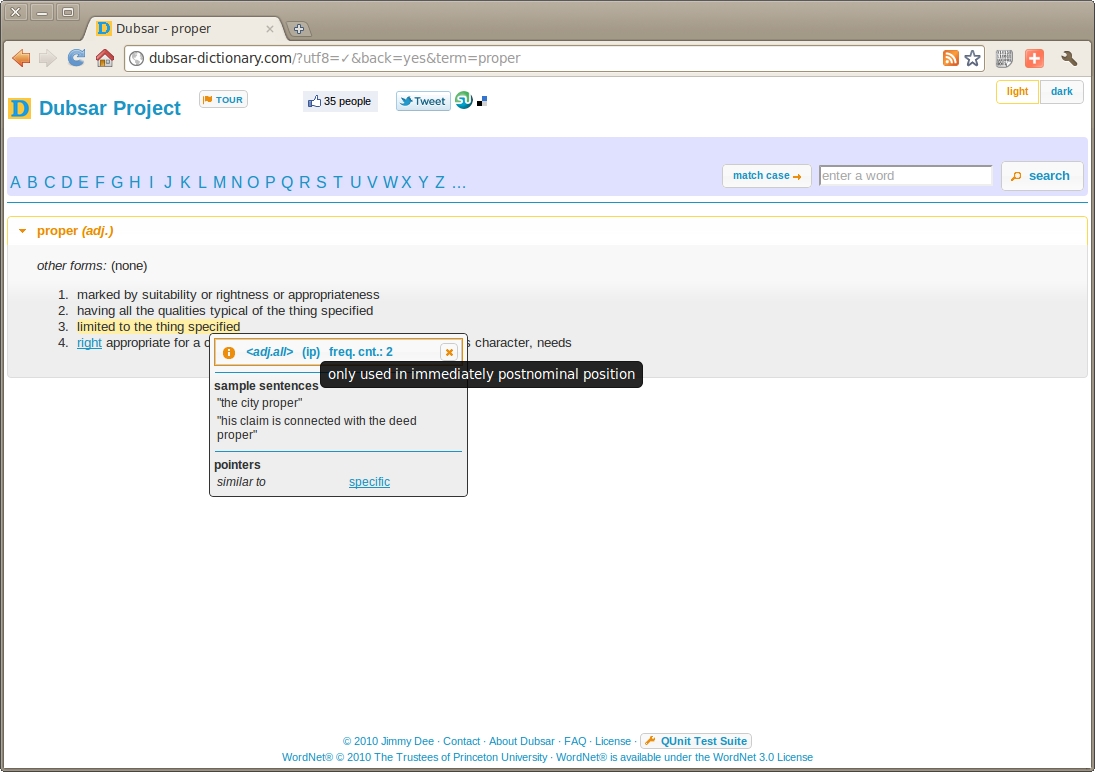 Dubsar - proper
dubsar-dictionary.com/?utf8=✓&back=yes&term=proper
D Dubsar Project
TOUR
35 people
Tweet
light dark
A B C D E F G H I J K L M N O P Q R S T U V W X Y Z ...
match case
enter a word
search
proper (adj.)
other forms: (none)
1. marked by suitability or rightness or appropriateness
2. having all the qualities typical of the thing specified
3. limited to the thing specified
4. right appropriate for a c s character, needs
<adj.all> (ip) freq. cnt.: 2
only used in immediately postnominal position
sample sentences
"the city proper"
"his claim is connected with the deed
proper"
pointers
similar to specific
© 2010 Jimmy Dee · Contact · About Dubsar · FAQ · License · QUnit Test Suite
WordNet® © 2010 The Trustees of Princeton University · WordNet® is available under the WordNet 3.0 License